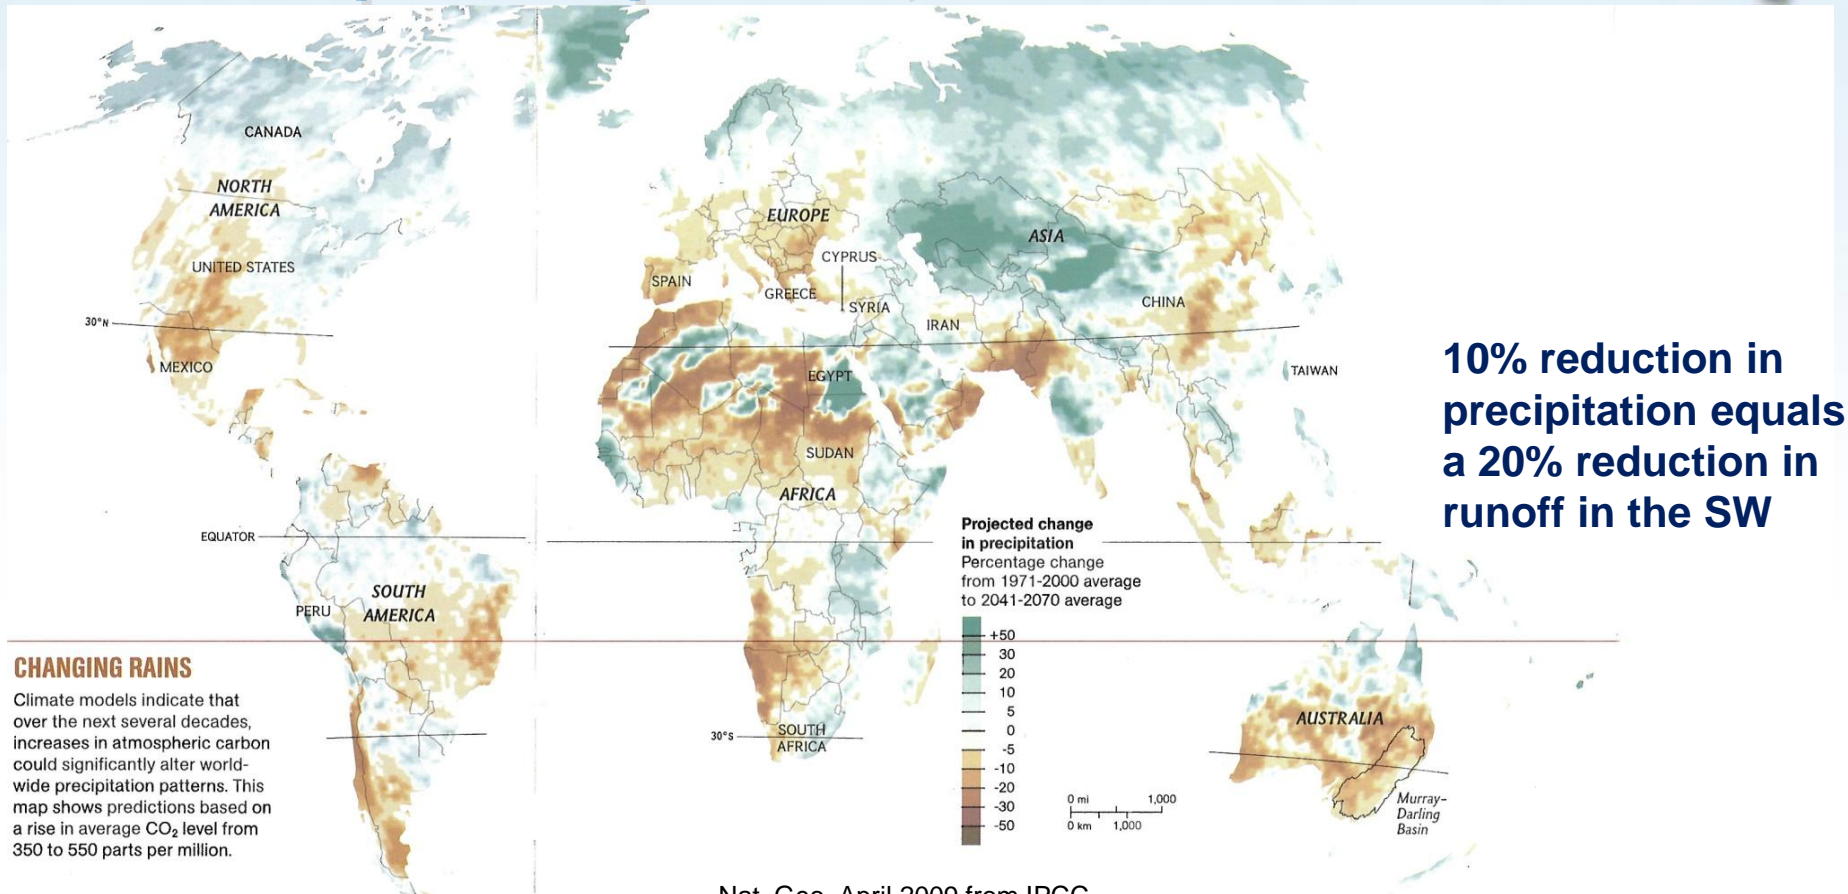 CANADA
NORTH
AMERICA
UNITED STATES
30°N
MEXICO
EQUATOR
PERU
SOUTH
AMERICA
EUROPE
ASIA
CYPRUS
SPAIN
GREECE
SYRIA
IRAN
CHINA
TAIWAN
EGYPT
SUDAN
AFRICA
30°S
SOUTH
AFRICA
AUSTRALIA
Murray–
Darling
Basin
Projected change
in precipitation
Percentage change
from 1971-2000 average
to 2041-2070 average
+50
30
20
10
5
0
-5
-10
-20
-30
-50
0 mi 1,000
0 km 1,000
CHANGING RAINS
Climate models indicate that
over the next several decades,
increases in atmospheric carbon
could significantly alter world-
wide precipitation patterns. This
map shows predictions based on
a rise in average CO₂ level from
350 to 550 parts per million.
10% reduction in
precipitation equals
a 20% reduction in
runoff in the SW
Nat. Geo. April 2009 from IPCC